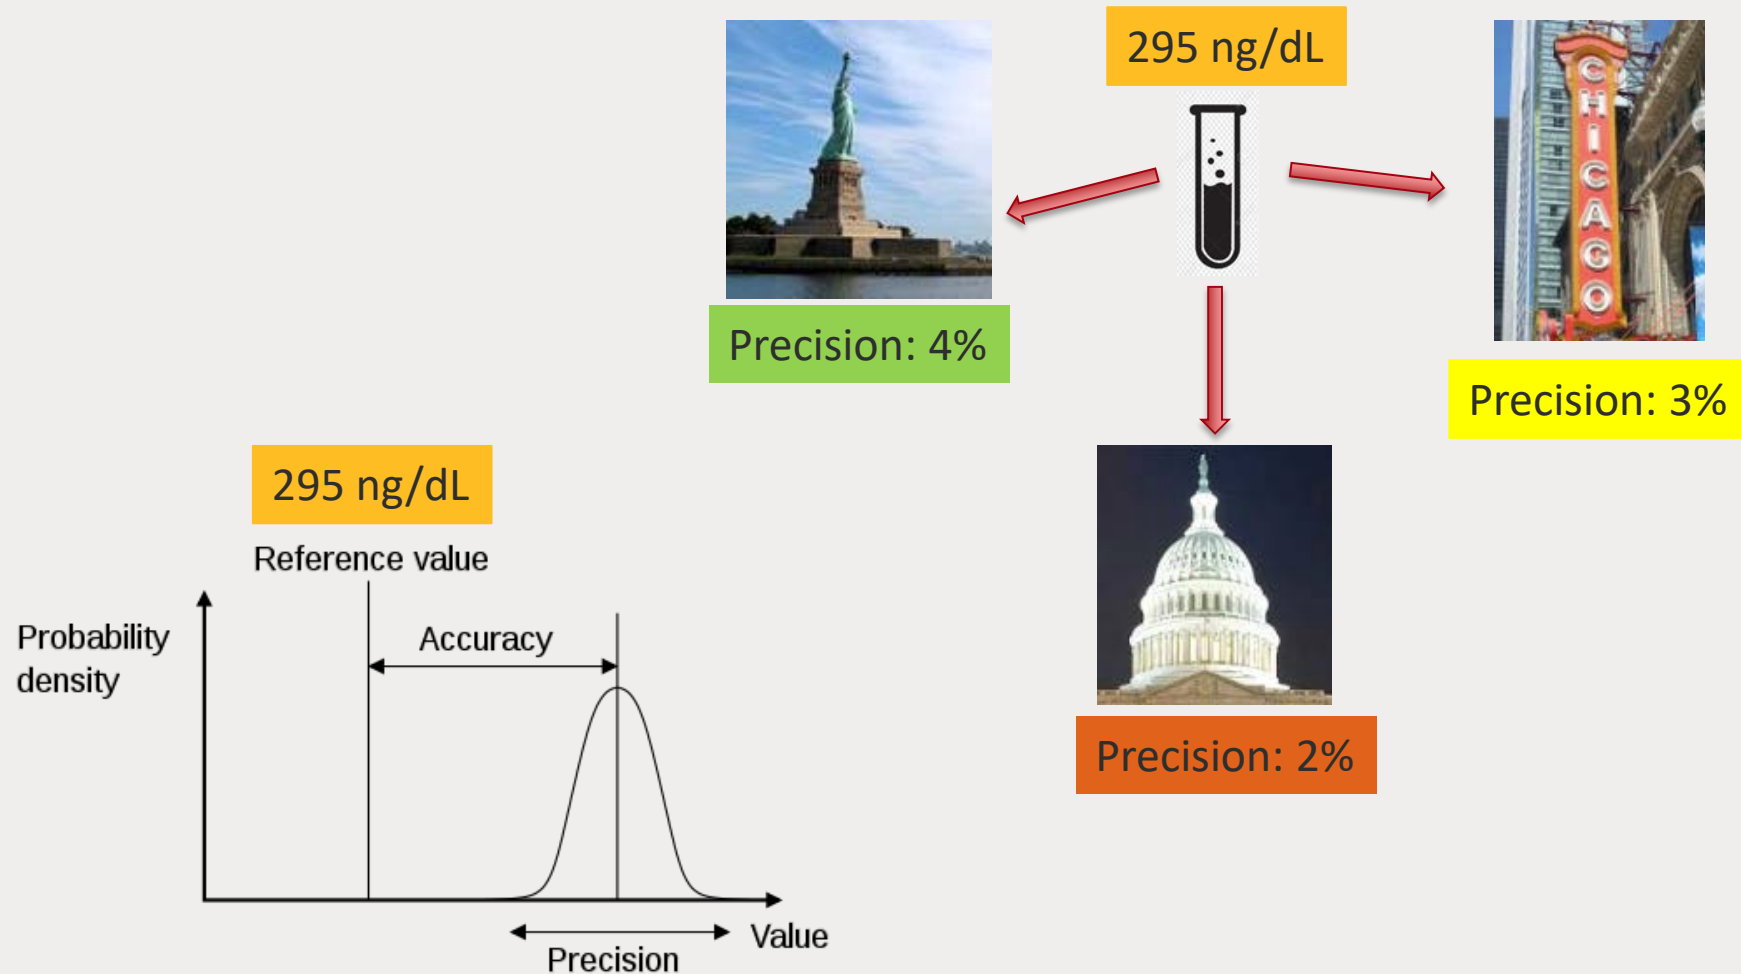 295 ng/dL
CHICAGO
Precision: 4%
Precision: 3%
Precision: 2%
295 ng/dL
Reference value
Probability
density
Accuracy
Value
Precision